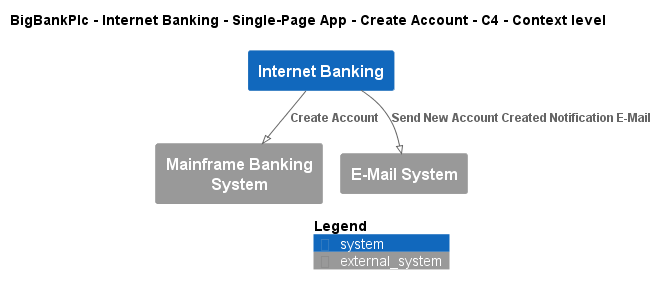 BigBankPlc - Internet Banking - Single-Page App - Create Account - C4 - Context level
Internet Banking
Create Account
Send New Account Created Notification E-Mail
Mainframe Banking
System
E-Mail System
Legend
system
external_system